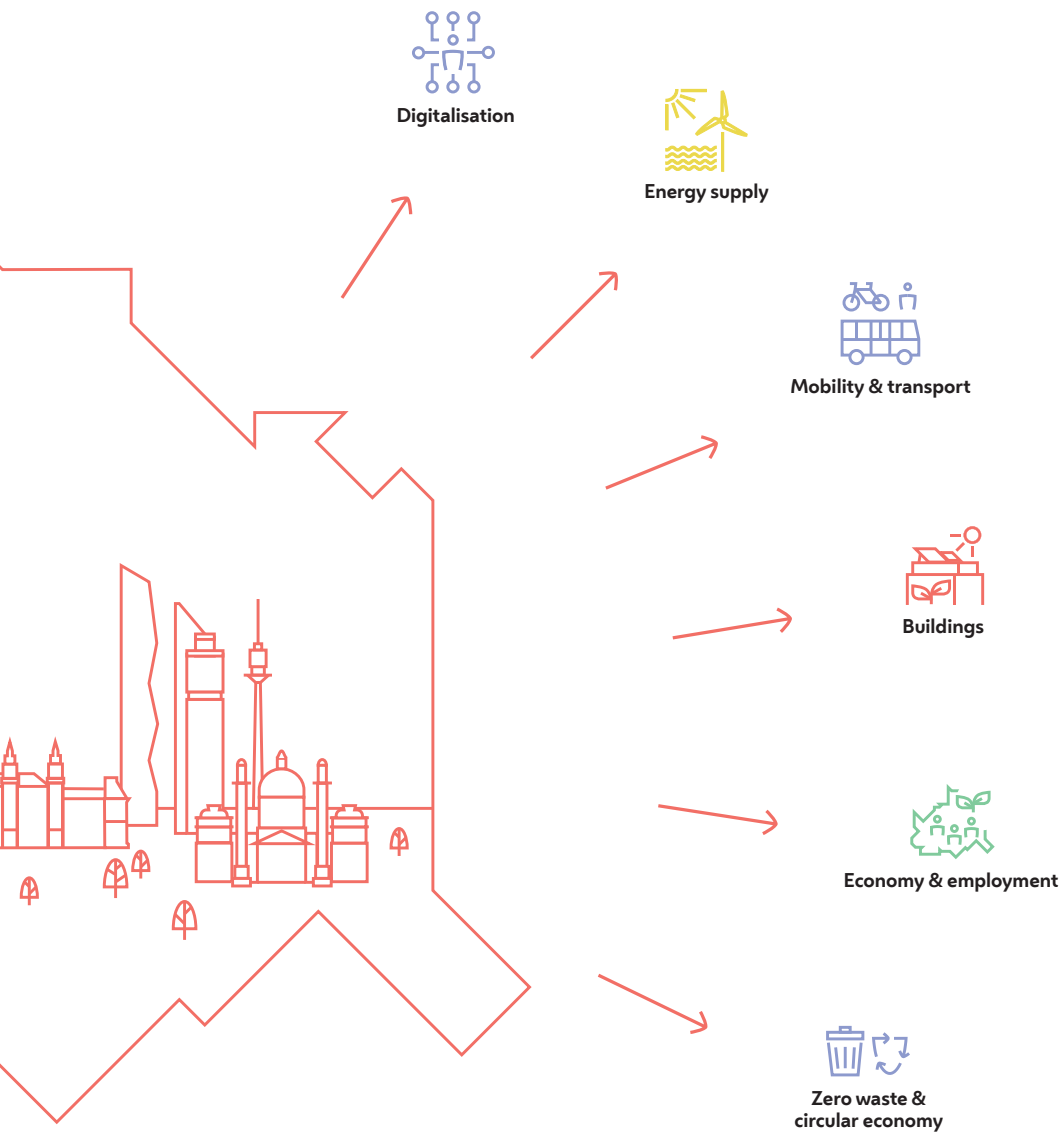 Digitalisation
Energy supply
Mobility & transport
Buildings
Economy & employment
Zero waste &
circular economy